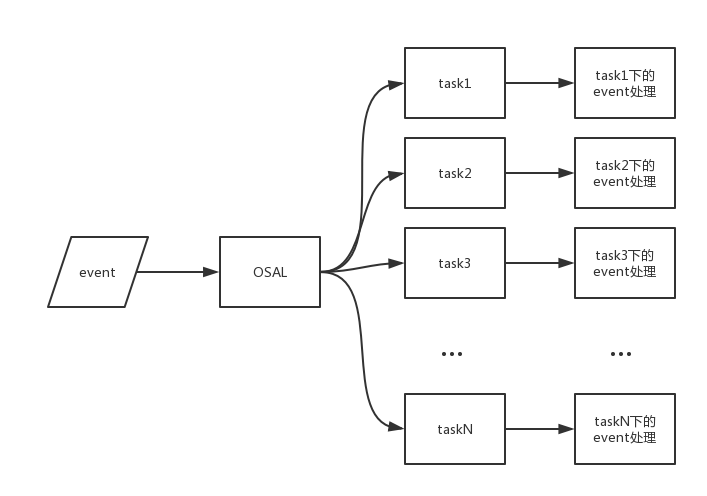 event
OSAL
task1
task1下的
event处理
task2
task2下的
event处理
task3
task3下的
event处理
...
...
taskN
taskN下的
event处理